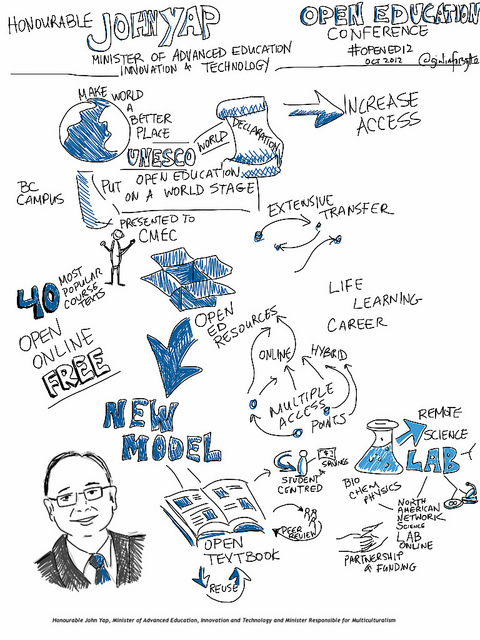 HONOURABLE
JOHN YAP
MINISTER OF ADVANCED EDUCATION
INNOVATION & TECHNOLOGY
OPEN EDUCATION
CONFERENCE
#OPENED12
OCT 2012
MAKE WORLD
A
BETTER
PLACE
UNESCO
WORLD
DECLARATION
INCREASE
ACCESS
BC
CAMPUS
PUT
OPEN EDUCATION
ON A WORLD STAGE
PRESENTED TO
CMEC
EXTENSIVE
TRANSFER
40
MOST
POPULAR
COURSE
TEXTS
OPEN
ONLINE
FREE
OPEN
ED
RESOURCES
LIFE
LEARNING
CAREER
ONLINE
HYBRID
MULTIPLE
ACCESS
POINTS
NEW
MODEL
STUDENT
CENTRED
SAVINGS
PEER
REVIEW
OPEN
TEXTBOOK
REUSE
REMOTE
SCIENCE
LAB
BIO
CHEM
PHYSICS
NORTH
AMERICAN
NETWORK
SCIENCE
LAB
ONLINE
PARTNERSHIP
& FUNDING
Honourable John Yap, Minister of Advanced Education, Innovation and Technology and Minister Responsible for Multiculturalism